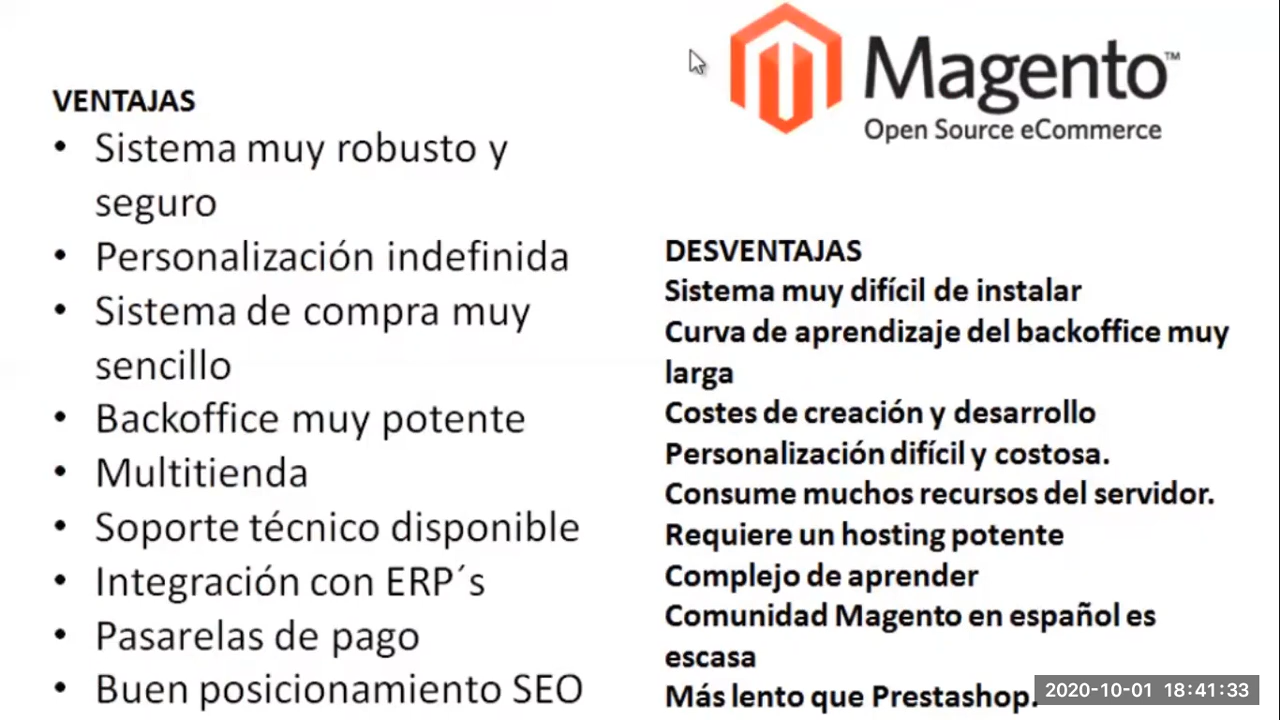 VENTAJAS
• Sistema muy robusto y
seguro
• Personalización indefinida
• Sistema de compra muy
sencillo
• Backoffice muy potente
• Multitienda
• Soporte técnico disponible
• Integración con ERP´s
• Pasarelas de pago
• Buen posicionamiento SEO
Magento™
Open Source eCommerce
DESVENTAJAS
Sistema muy difícil de instalar
Curva de aprendizaje del backoffice muy
larga
Costes de creación y desarrollo
Personalización difícil y costosa.
Consume muchos recursos del servidor.
Requiere un hosting potente
Complejo de aprender
Comunidad Magento en español es
escasa
Más lento que Prestashop.
2020-10-01 18:41:33